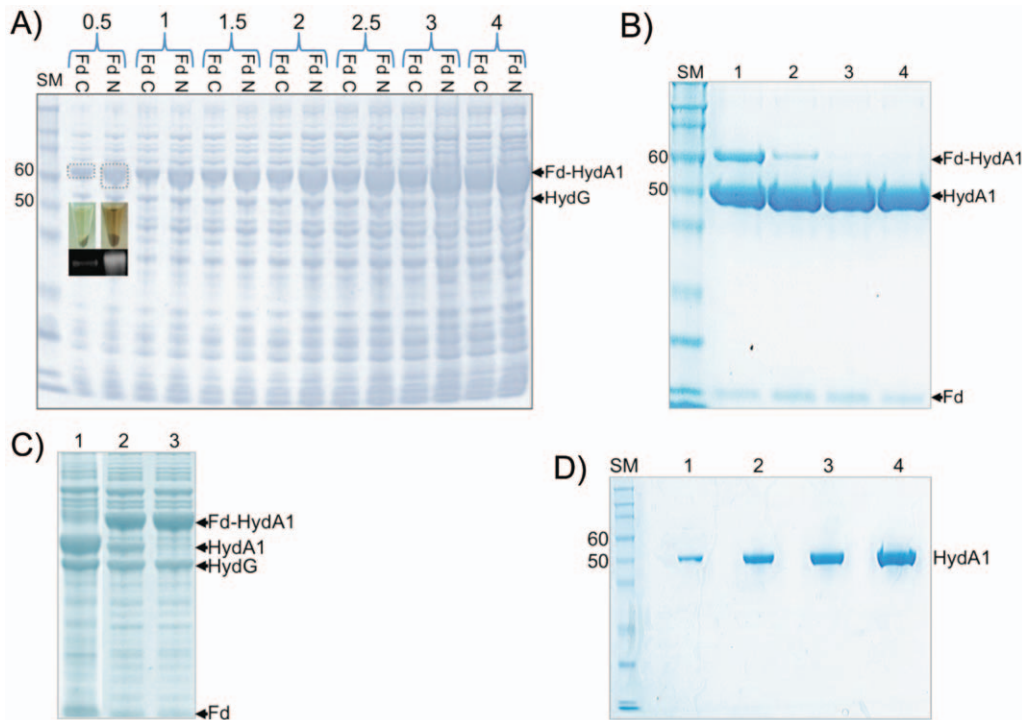 A)
0.5 1 1.5 2 2.5 3 4
SM Fd C Fd N Fd C Fd N Fd C Fd N Fd C Fd N Fd C Fd N Fd C Fd N Fd C Fd N
60
50
Fd-HydA1
HydG
B)
SM 1 2 3 4
60
50
Fd-HydA1
HydA1
Fd
C)
1 2 3
Fd-HydA1
HydA1
HydG
Fd
D)
SM 1 2 3 4
60
50
HydA1